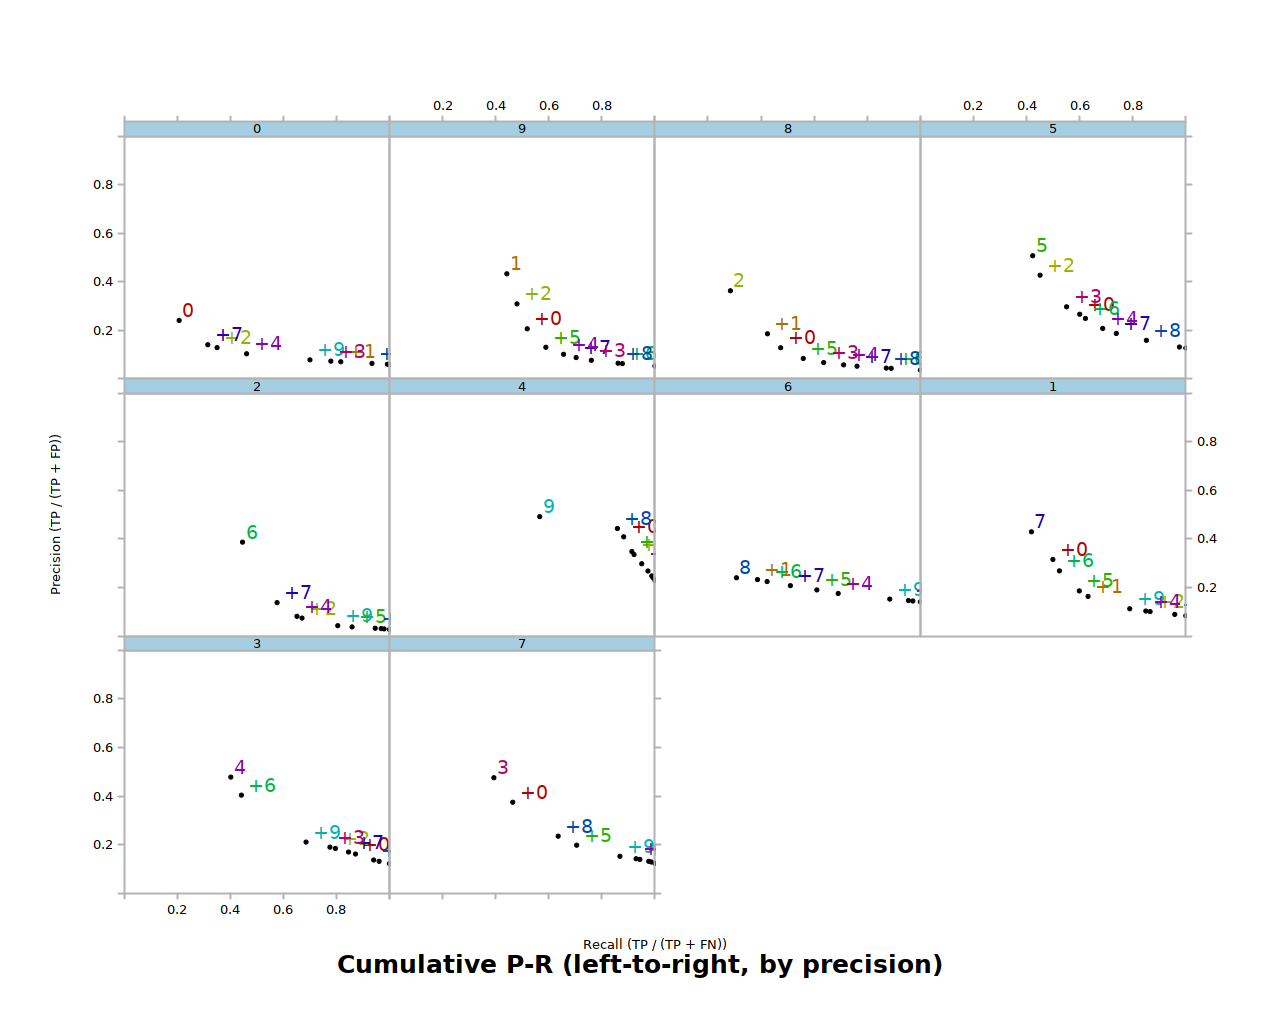 0.2 0.4 0.6 0.8 0.2 0.4 0.6 0.8
0 9 8 5
0.8
0.6
0.4
0.2
0 +7 +2 +4 +9 +3 +1
1 +2 +0 +5 +4 +7 +3 +8
2 +1 +0 +5 +3 +4 +7 +8
5 +2 +3 +0 +6 +4 +7 +8
2 4 6 1
0.8
0.6
0.4
0.2
6 +7 +4 +2 +9 +5
9 +8 +0
8 +1 +6 +7 +5 +4 +9
7 +0 +6 +5 +1 +9 +4 +2
3 7
0.8
0.6
0.4
0.2
4 +6 +9 +3 +2 +7 +0
3 +0 +8 +5 +9
0.2 0.4 0.6 0.8
Precision (TP / (TP + FP))
Recall (TP / (TP + FN))
Cumulative P-R (left-to-right, by precision)